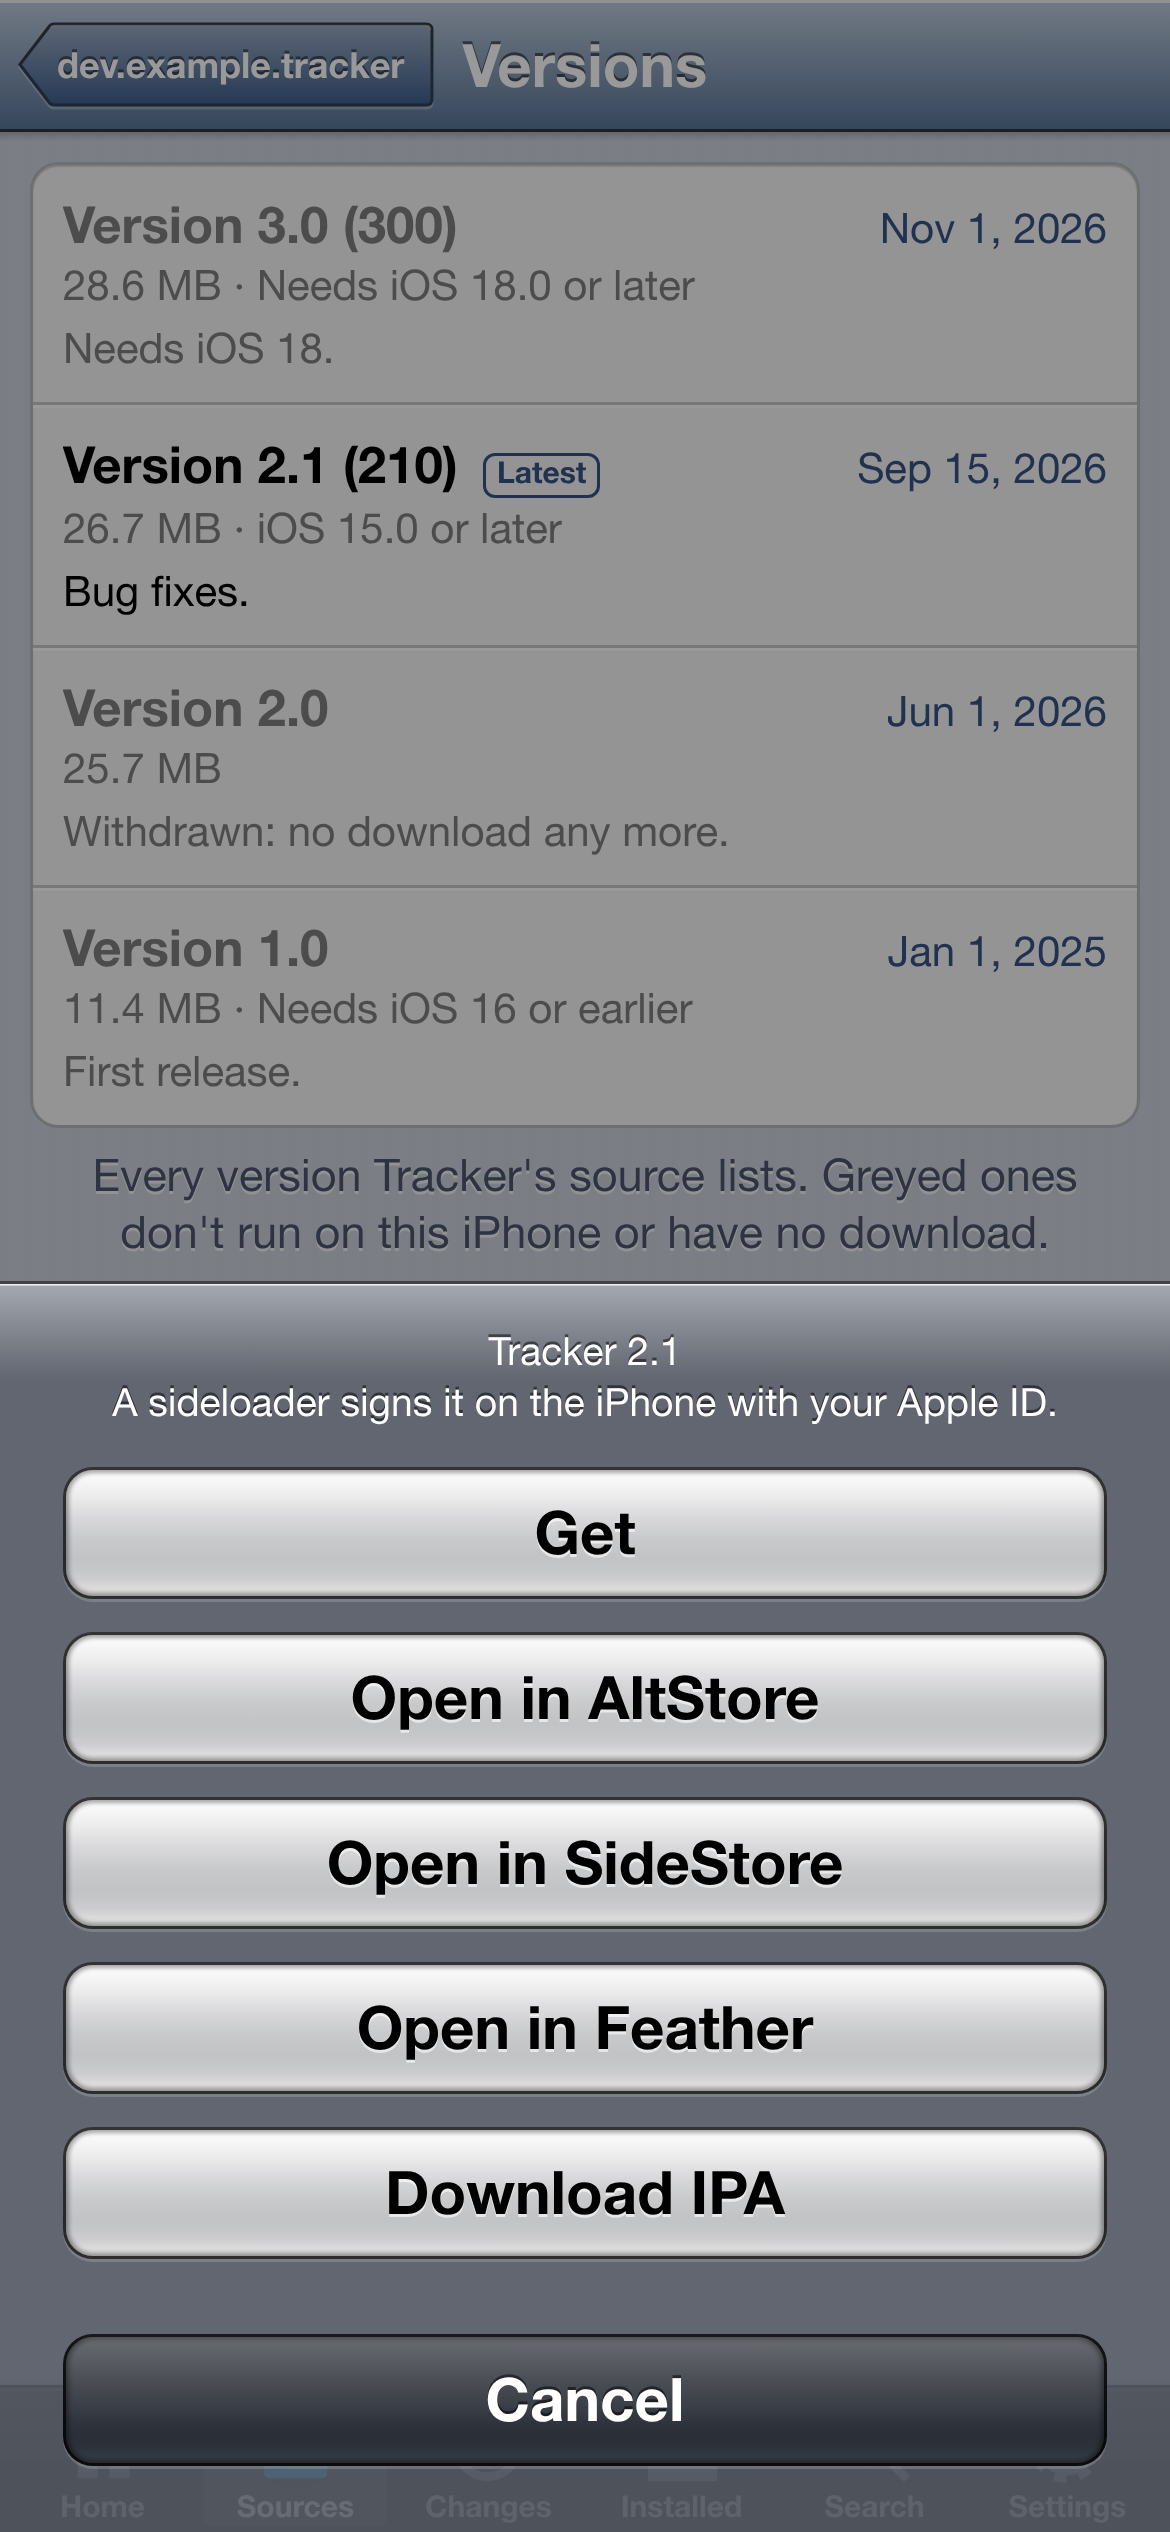 dev.example.tracker
Versions
Version 3.0 (300)
Nov 1, 2026
28.6 MB · Needs iOS 18.0 or later
Needs iOS 18.
Version 2.1 (210)
Latest
Sep 15, 2026
26.7 MB · iOS 15.0 or later
Bug fixes.
Version 2.0
Jun 1, 2026
25.7 MB
Withdrawn: no download any more.
Version 1.0
Jan 1, 2025
11.4 MB · Needs iOS 16 or earlier
First release.
Every version Tracker's source lists. Greyed ones
don't run on this iPhone or have no download.
Tracker 2.1
A sideloader signs it on the iPhone with your Apple ID.
Get
Open in AltStore
Open in SideStore
Open in Feather
Download IPA
Cancel
Home
Sources
Changes
Installed
Search
Settings